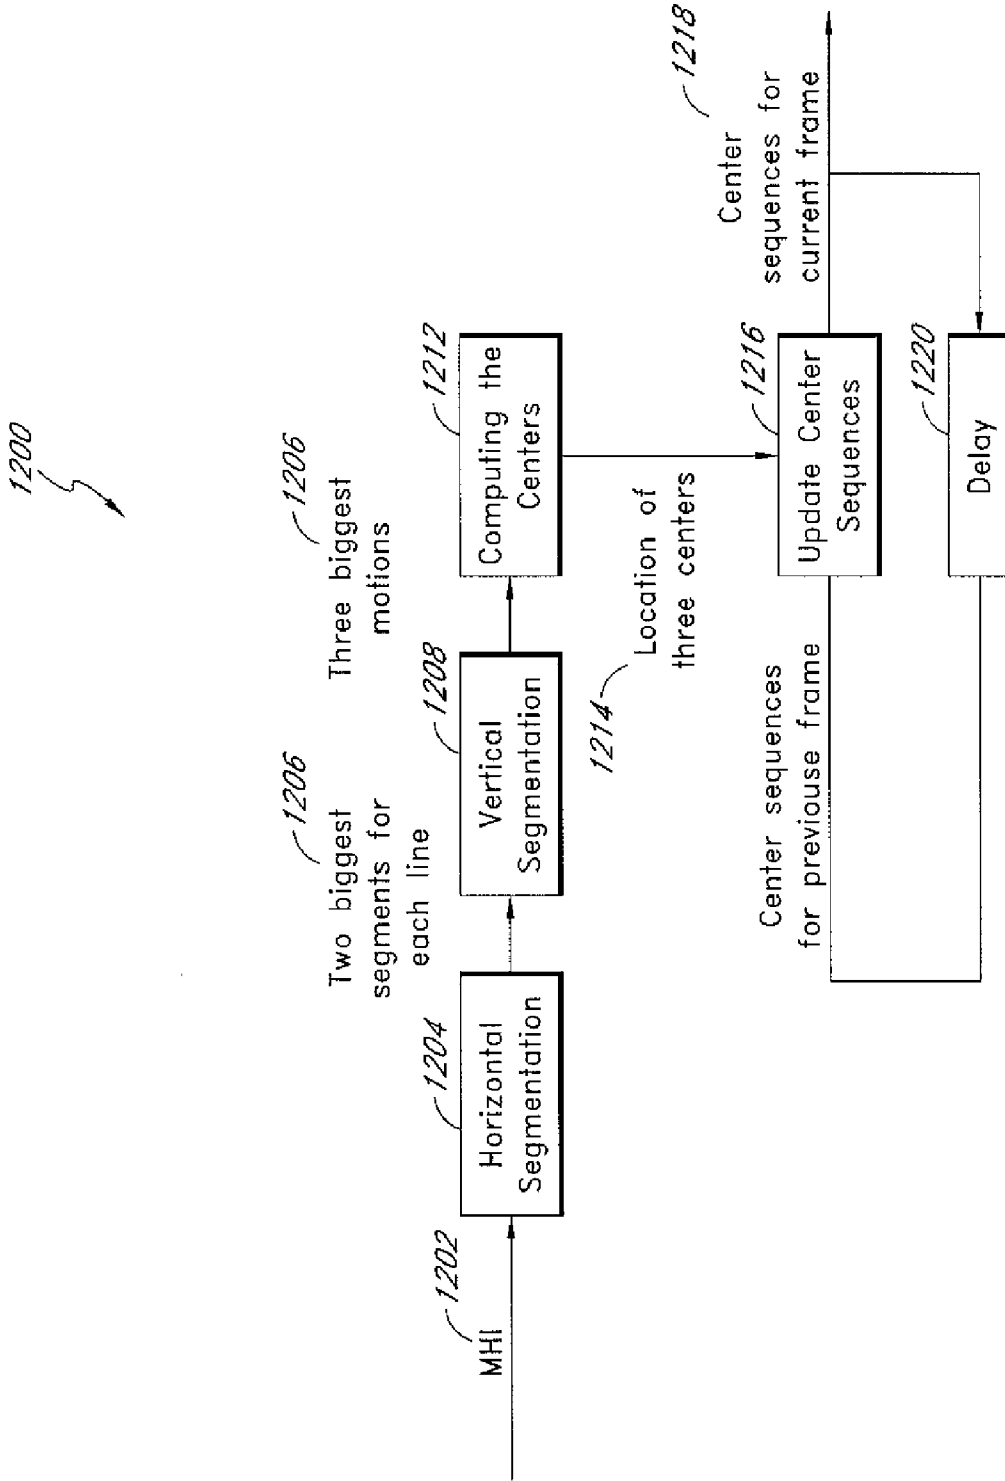 1200
1206
Two biggest
segments for
each line
1206
Three biggest
motions
1202
MHI
1204
Horizontal
Segmentation
1208
Vertical
Segmentation
1212
Computing the
Centers
1214
Location of
three centers
1218
Center
sequences for
current frame
1216
Update Center
Sequences
Center sequences
for previouse frame
1220
Delay